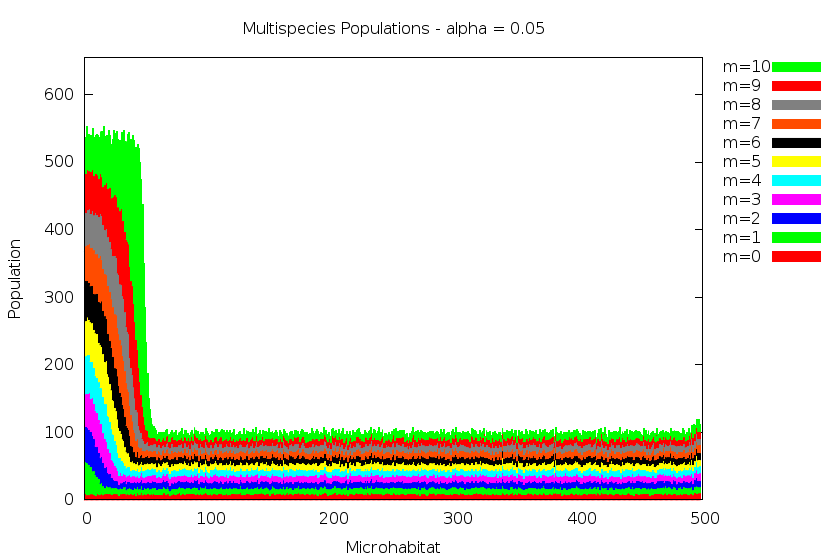 Multispecies Populations - alpha = 0.05
600
500
400
300
200
100
0
Population
0 100 200 300 400 500
Microhabitat
m=10
m=9
m=8
m=7
m=6
m=5
m=4
m=3
m=2
m=1
m=0